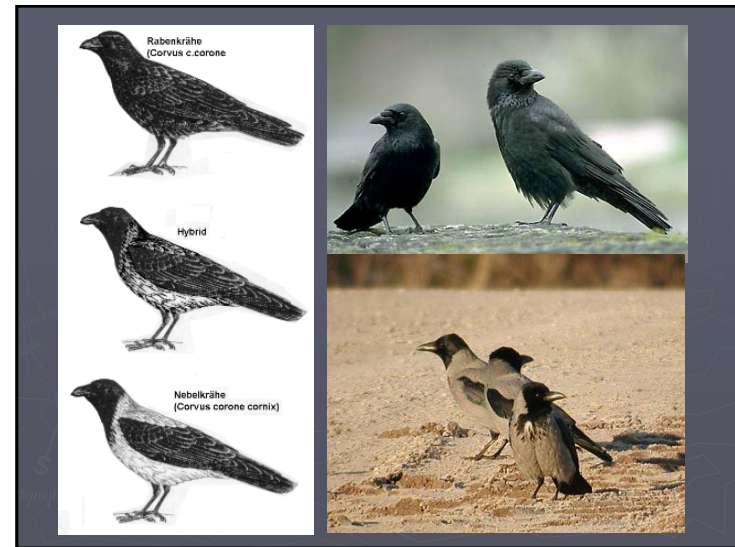 Rabenkrähe
(Corvus c.corone
Hybrid
Nebelkrähe
(Corvus corone cornix)